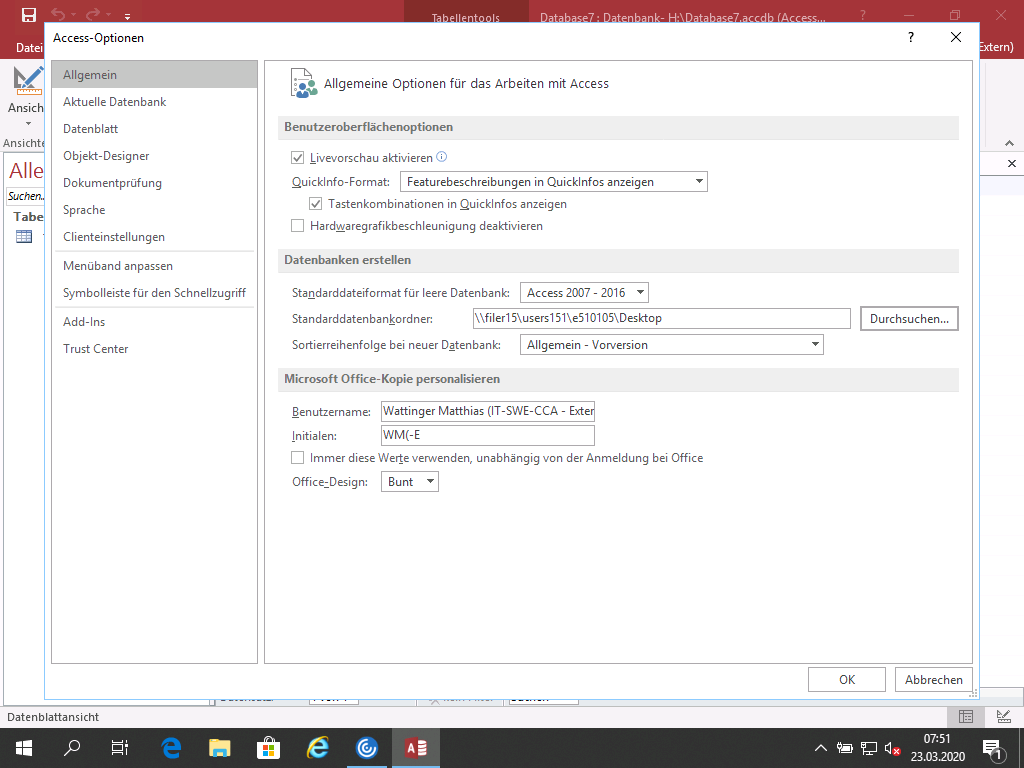 Tabellentools
Database7 : Datenbank- H:\Database7.accdb (Access...
?
Access-Optionen
?
Datei
Extern)
Allgemein
Aktuelle Datenbank
Datenblatt
Objekt-Designer
Dokumentprüfung
Sprache
Clienteinstellungen
Menüband anpassen
Symbolleiste für den Schnellzugriff
Add-Ins
Trust Center
Ansich
Ansichte
Alle
Suchen..
Tabe
Allgemeine Optionen für das Arbeiten mit Access
Benutzeroberflächenoptionen
Livevorschau aktivieren
QuickInfo-Format: Featurebeschreibungen in QuickInfos anzeigen
Tastenkombinationen in QuickInfos anzeigen
Hardwaregrafikbeschleunigung deaktivieren
Datenbanken erstellen
Standarddateiformat für leere Datenbank: Access 2007 - 2016
Standarddatenbankordner: \\filer15\users151\e510105\Desktop Durchsuchen...
Sortierreihenfolge bei neuer Datenbank: Allgemein - Vorversion
Microsoft Office-Kopie personalisieren
Benutzername: Wattinger Matthias (IT-SWE-CCA - Exter
Initialen: WM(-E
Immer diese Werte verwenden, unabhängig von der Anmeldung bei Office
Office-Design: Bunt
OK Abbrechen
Datenblattansicht
07:51
23.03.2020
1